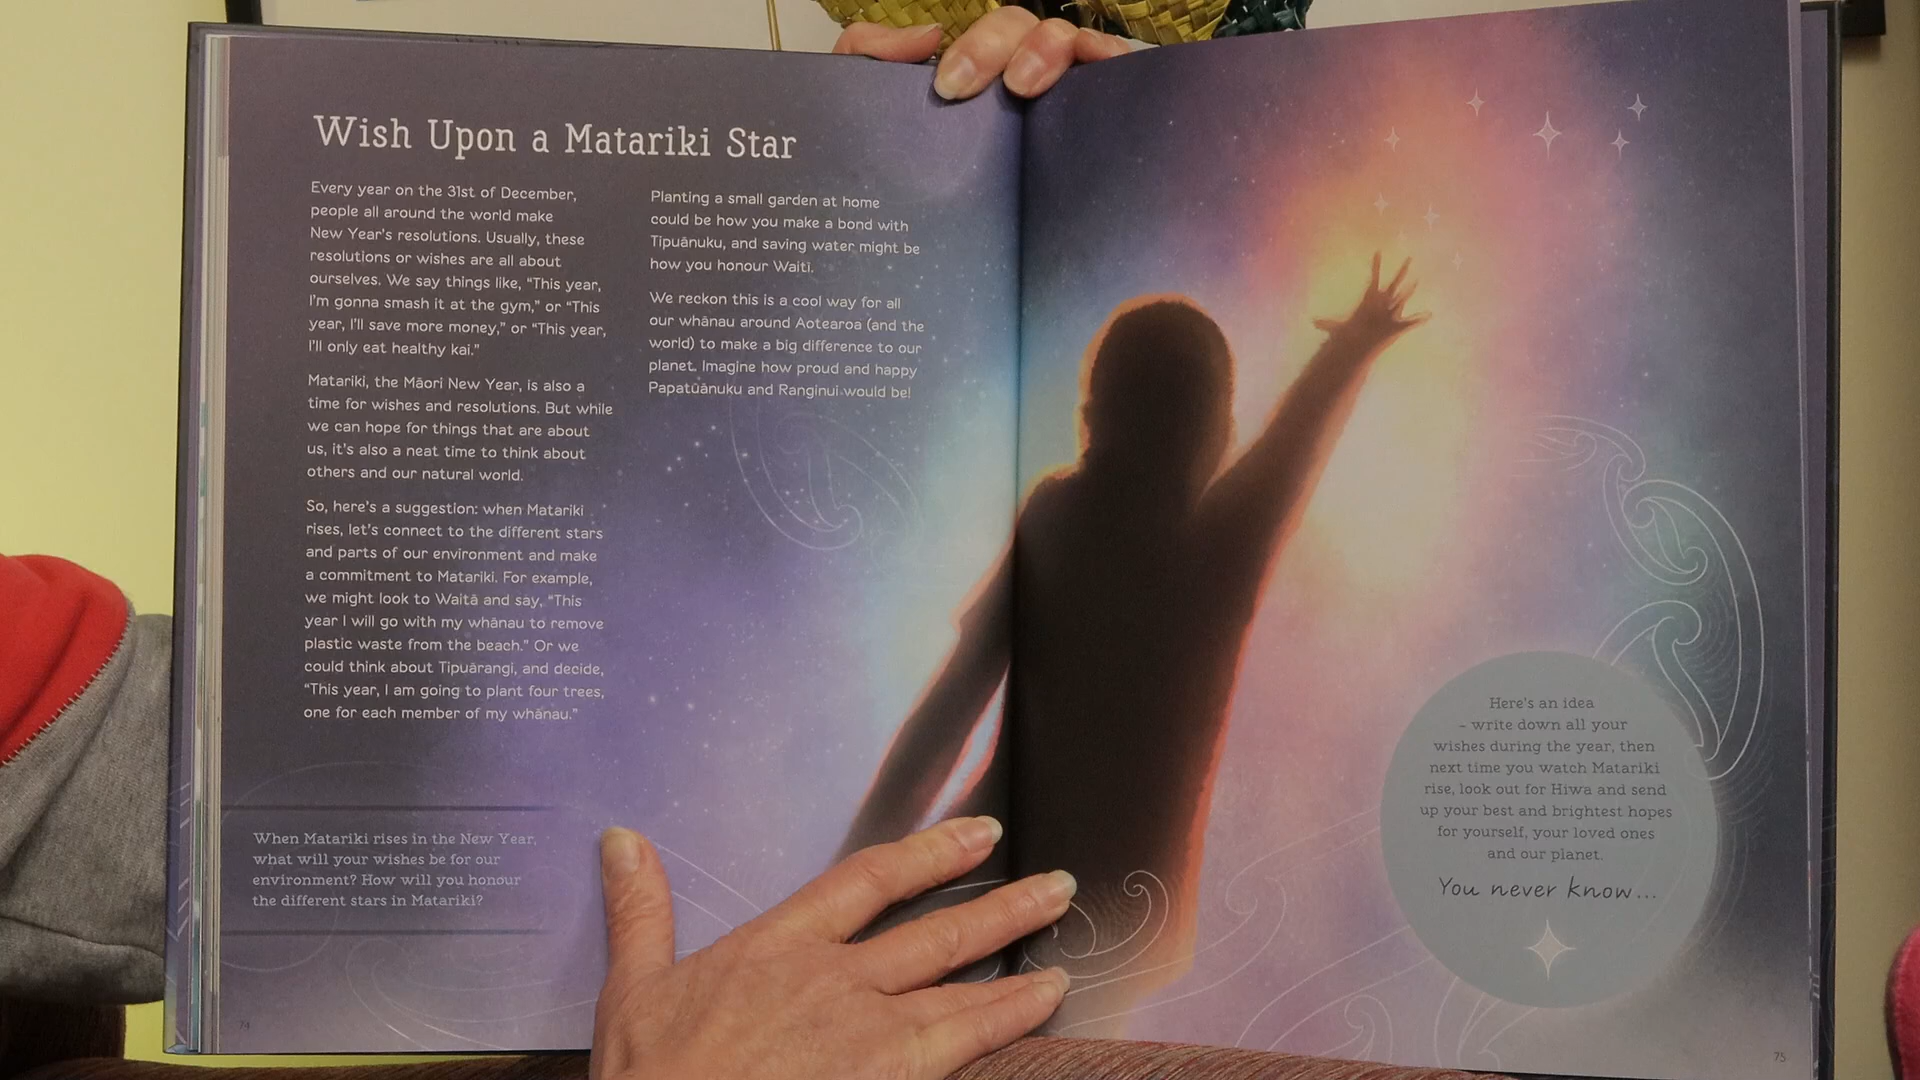 Wish Upon a Matariki Star
Every year on the 31st of December,
people all around the world make
New Year's resolutions. Usually, these
resolutions or wishes are all about
ourselves. We say things like, “This year,
I'm gonna smash it at the gym,” or “This
year, I'll save more money,” or “This year,
I'll only eat healthy kai.”
Matariki, the Māori New Year, is also a
time for wishes and resolutions. But while
we can hope for things that are about
us, it's also a neat time to think about
others and our natural world.
So, here's a suggestion: when Matariki
rises, let's connect to the different stars
and parts of our environment and make
a commitment to Matariki. For example,
we might look to Waitā and say, “This
year I will go with my whānau to remove
plastic waste from the beach.” Or we
could think about Tipuārangi, and decide,
“This year, I am going to plant four trees,
one for each member of my whānau.”
Planting a small garden at home
could be how you make a bond with
Tipuānuku, and saving water might be
how you honour Waitī.
We reckon this is a cool way for all
our whānau around Aotearoa (and the
world) to make a big difference to our
planet. Imagine how proud and happy
Papatūānuku and Ranginui would be!
When Matariki rises in the New Year,
what will your wishes be for our
environment? How will you honour
the different stars in Matariki?
74
Here's an idea
– write down all your
wishes during the year, then
next time you watch Matariki
rise, look out for Hiwa and send
up your best and brightest hopes
for yourself, your loved ones
and our planet.
You never know...
75